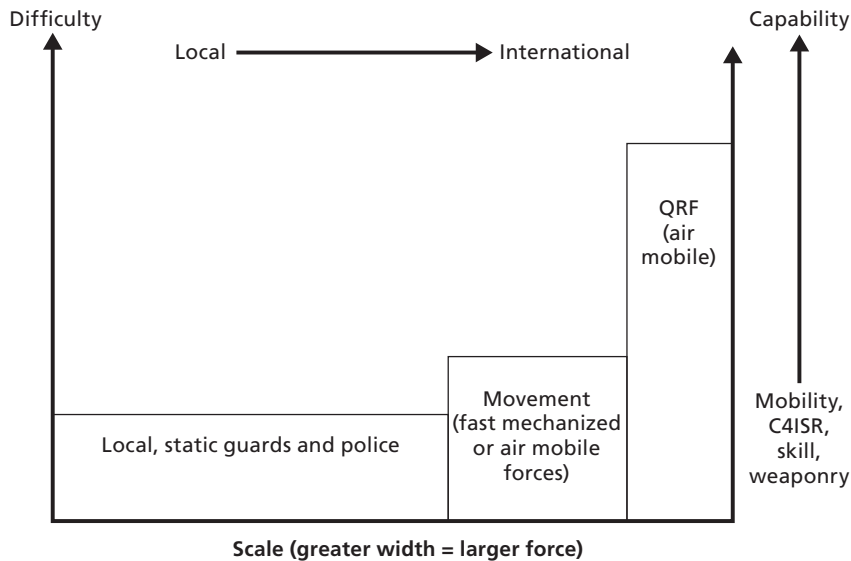 Difficulty
Capability
Local
International
QRF
(air
mobile)
Movement
(fast mechanized
or air mobile
forces)
Local, static guards and police
Mobility,
C4ISR,
skill,
weaponry
Scale (greater width = larger force)